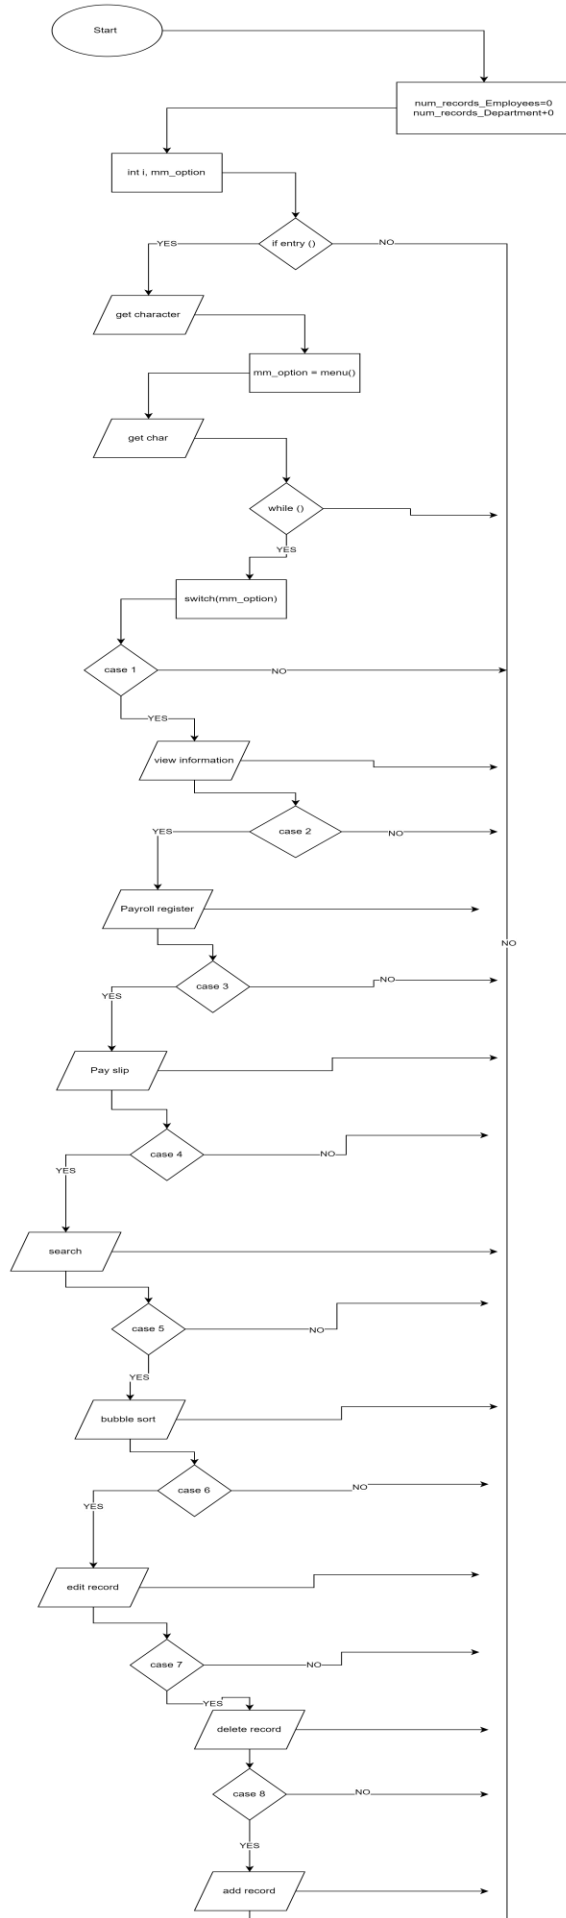 Start
num_records_Employees=0
num_records_Department+0
int i, mm_option
if entry ()
YES
NO
get character
mm_option = menu()
get char
while ()
YES
switch(mm_option)
case 1
NO
YES
view information
case 2
YES
NO
Payroll register
NO
case 3
NO
YES
Pay slip
case 4
NO
YES
search
case 5
NO
YES
bubble sort
case 6
NO
YES
edit record
case 7
NO
YES
delete record
case 8
NO
YES
add record